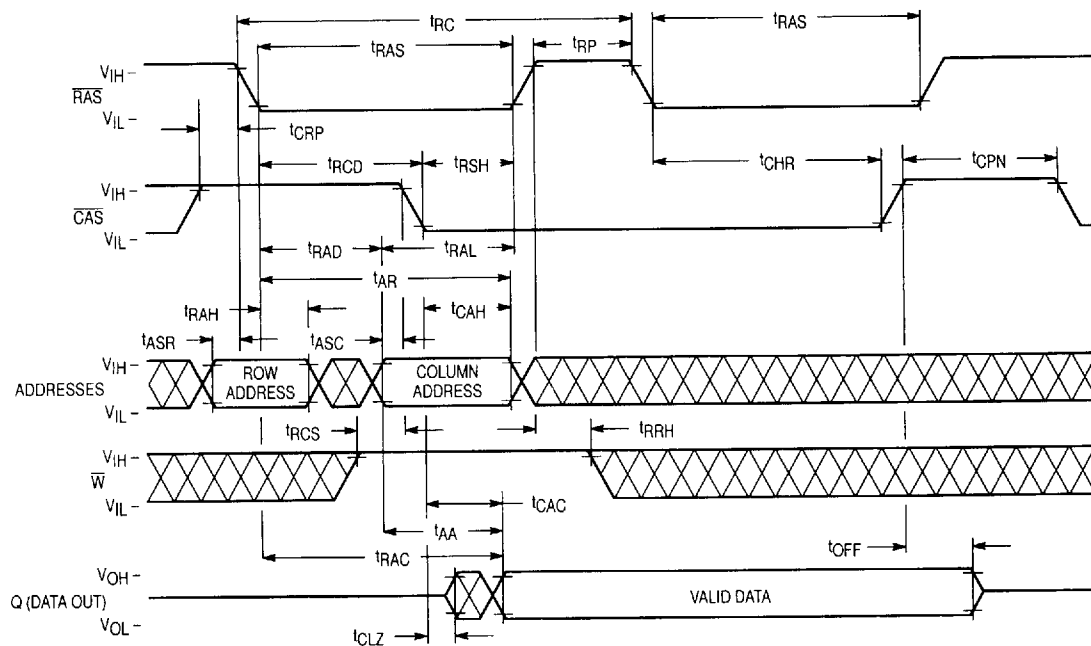 tRC
tRAS
tRP
tRAS
VIH
RAS
VIL
tCRP
tRCD
tRSH
tCHR
tCPN
VIH
CAS
VIL
tRAD
tRAL
tAR
tRAH
tCAH
tASR
tASC
VIH
ADDRESSES
VIL
ROW
ADDRESS
COLUMN
ADDRESS
tRCS
tRRH
VIH
W
VIL
tCAC
tAA
tRAC
tOFF
VOH
Q (DATA OUT)
VOL
VALID DATA
tCLZ